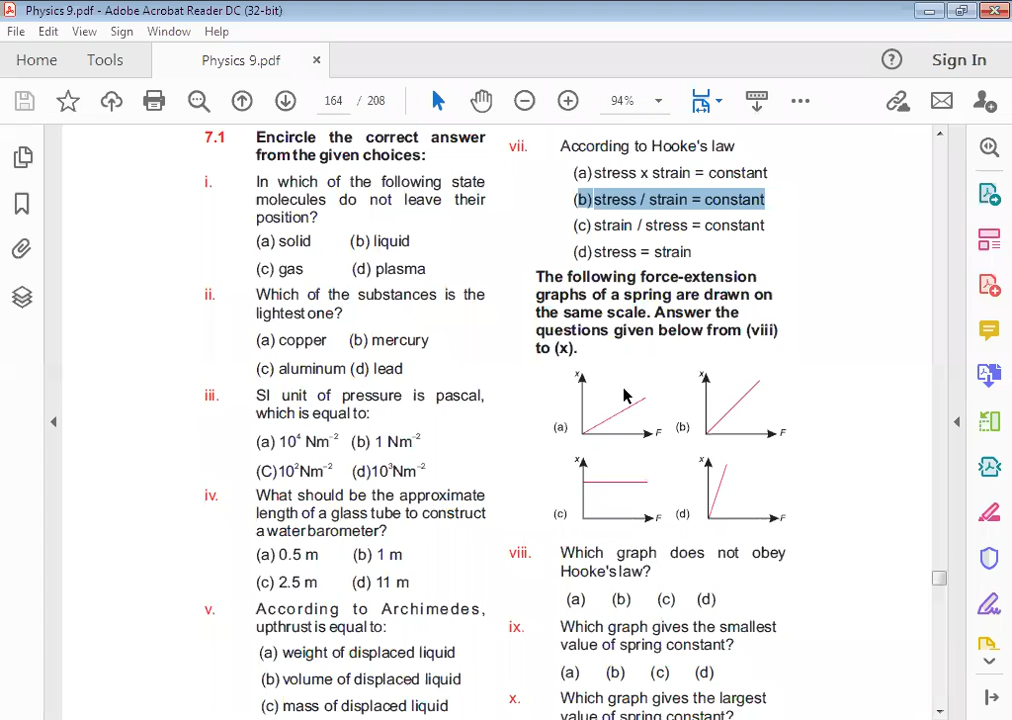 Physics 9.pdf - Adobe Acrobat Reader DC (32-bit)
File Edit View Sign Window Help
Home Tools Physics 9.pdf × Sign In
164 / 208 94%
7.1 Encircle the correct answer
from the given choices:
i. In which of the following state
molecules do not leave their
position?
(a) solid (b) liquid
(c) gas (d) plasma
ii. Which of the substances is the
lightest one?
(a) copper (b) mercury
(c) aluminum (d) lead
iii. SI unit of pressure is pascal,
which is equal to:
(a) 10⁴ Nm⁻² (b) 1 Nm⁻²
(C)10²Nm⁻² (d)10³Nm⁻²
iv. What should be the approximate
length of a glass tube to construct
a water barometer?
(a) 0.5 m (b) 1 m
(c) 2.5 m (d) 11 m
v. According to Archimedes,
upthrust is equal to:
(a) weight of displaced liquid
(b) volume of displaced liquid
(c) mass of displaced liquid
vii. According to Hooke's law
(a) stress x strain = constant
(b) stress / strain = constant
(c) strain / stress = constant
(d) stress = strain
The following force-extension
graphs of a spring are drawn on
the same scale. Answer the
questions given below from (viii)
to (x).
x x
(a) F (b) F
x x
(c) F (d) F
viii. Which graph does not obey
Hooke's law?
(a) (b) (c) (d)
ix. Which graph gives the smallest
value of spring constant?
(a) (b) (c) (d)
x. Which graph gives the largest
value of spring constant?